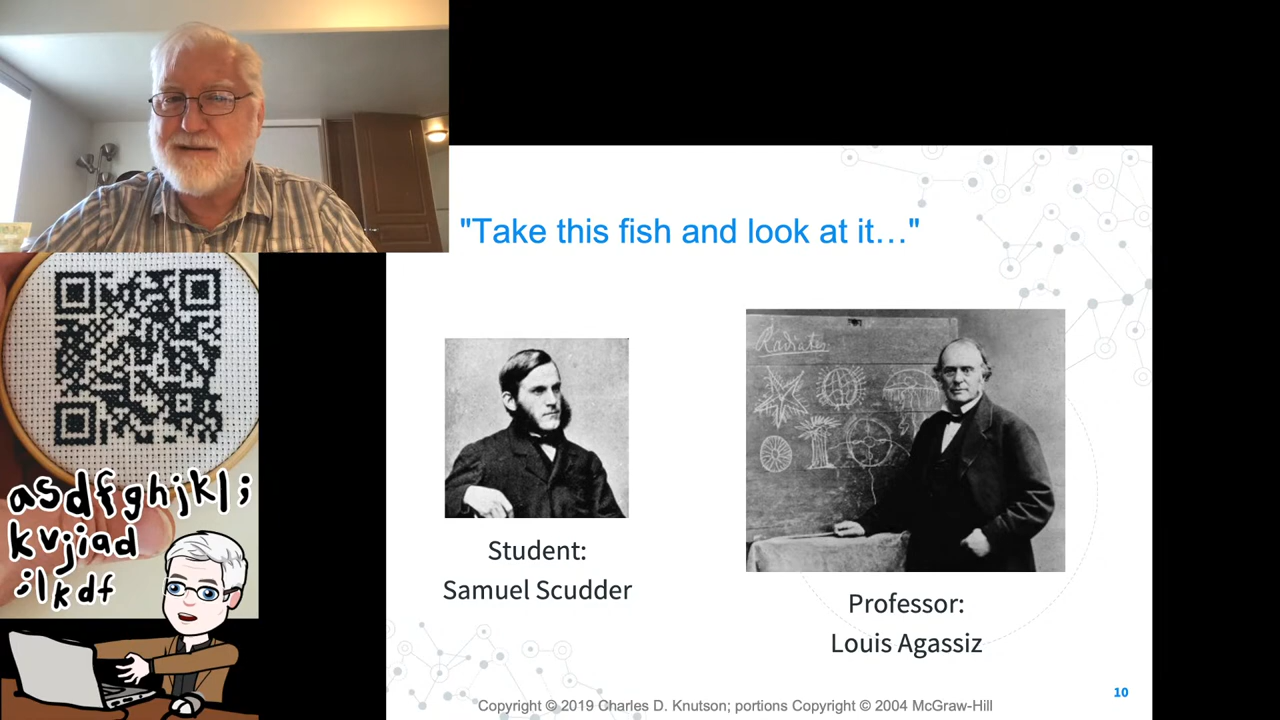 "Take this fish and look at it…"
Radiates
Student:
Samuel Scudder
Professor:
Louis Agassiz
asdfghjkl;
kvjiad
;lkdf
10
Copyright © 2019 Charles D. Knutson; portions Copyright © 2004 McGraw-Hill